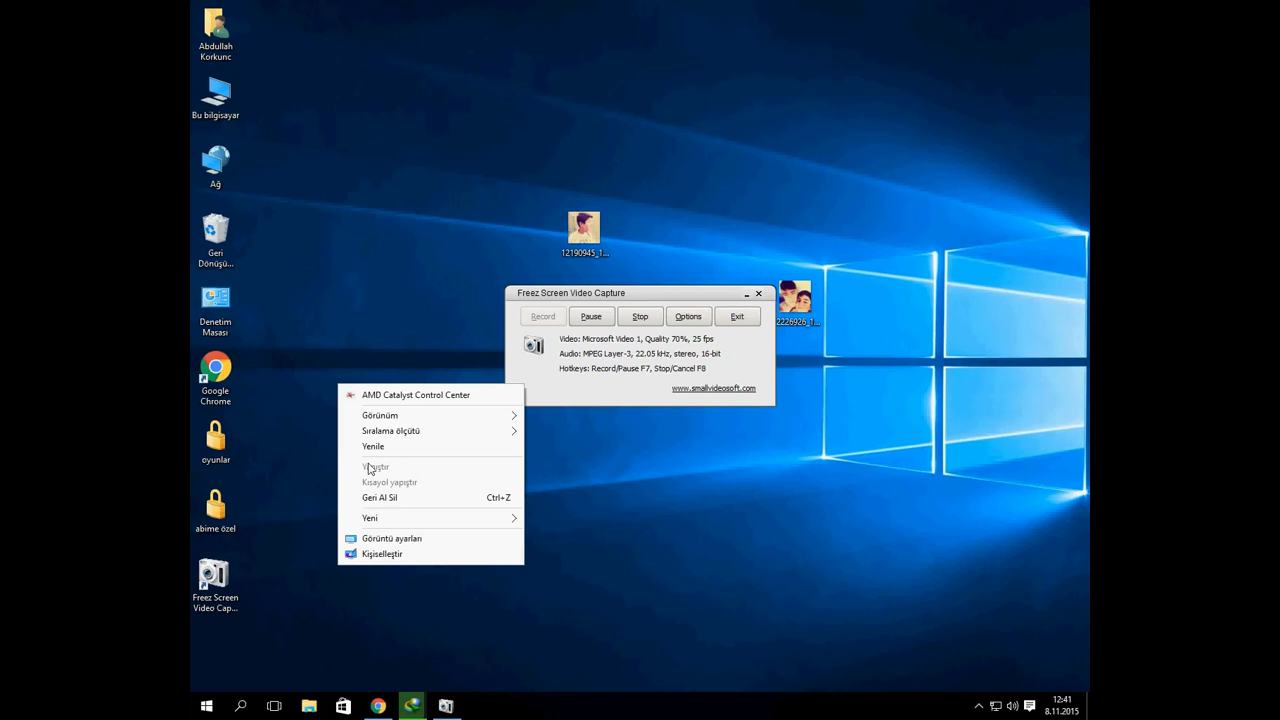 Abdullah
Korkunc
Bu bilgisayar
Ağ
Geri
Dönüşü...
Denetim
Masası
Google
Chrome
oyunlar
abime özel
Freez Screen
Video Cap...
12190945_1...
2226926_1...
Freez Screen Video Capture
Record
Pause
Stop
Options
Exit
Video: Microsoft Video 1, Quality 70%, 25 fps
Audio: MPEG Layer-3, 22.05 kHz, stereo, 16-bit
Hotkeys: Record/Pause F7, Stop/Cancel F8
www.smallvideosoft.com
AMD Catalyst Control Center
Görünüm
Sıralama ölçütü
Yenile
Kısayol yapıştır
Geri Al Sil Ctrl+Z
Yeni
Görüntü ayarları
Kişiselleştir
12:41
8.11.2015